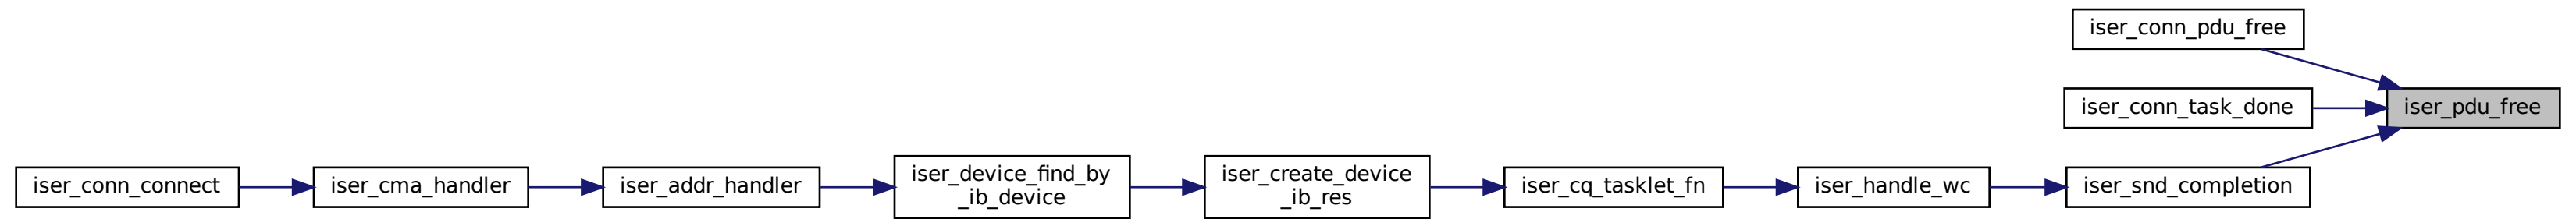 iser_conn_pdu_free
iser_conn_task_done
iser_pdu_free
iser_conn_connect
iser_cma_handler
iser_addr_handler
iser_device_find_by
_ib_device
iser_create_device
_ib_res
iser_cq_tasklet_fn
iser_handle_wc
iser_snd_completion